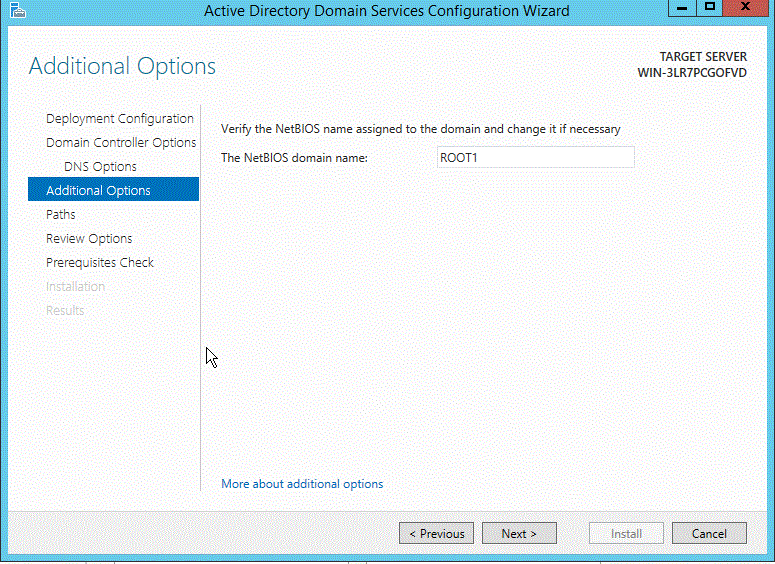 Active Directory Domain Services Configuration Wizard
Additional Options
TARGET SERVER
WIN-3LR7PCGOFVD
Deployment Configuration
Domain Controller Options
DNS Options
Additional Options
Paths
Review Options
Prerequisites Check
Installation
Results
Verify the NetBIOS name assigned to the domain and change it if necessary
The NetBIOS domain name: ROOT1
More about additional options
< Previous Next > Install Cancel